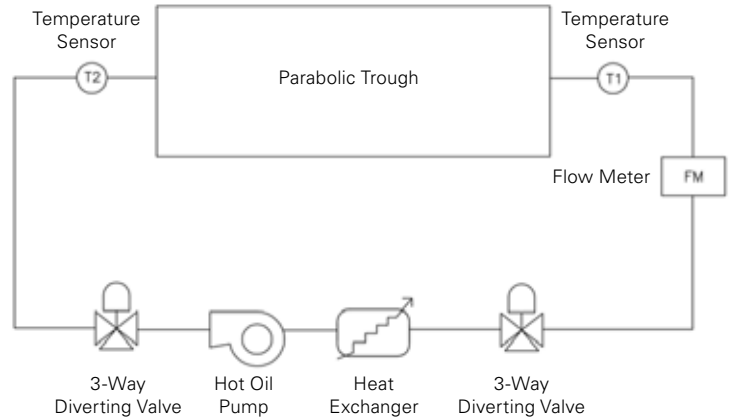 Temperature
Sensor
Temperature
Sensor
T2
Parabolic Trough
T1
Flow Meter
FM
3-Way
Diverting Valve
Hot Oil
Pump
Heat
Exchanger
3-Way
Diverting Valve